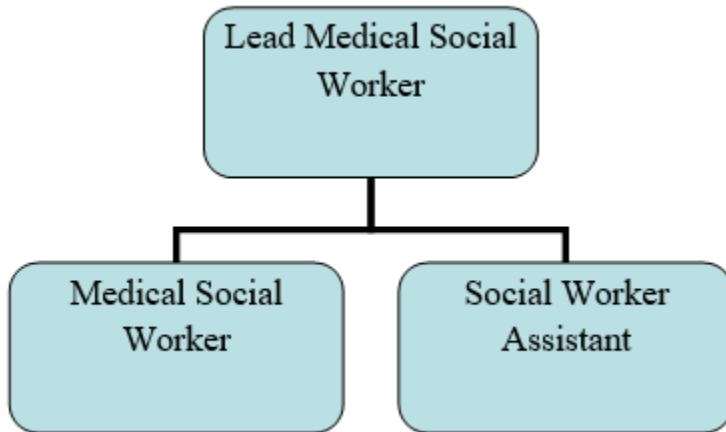 Lead Medical Social
Worker
Medical Social
Worker
Social Worker
Assistant